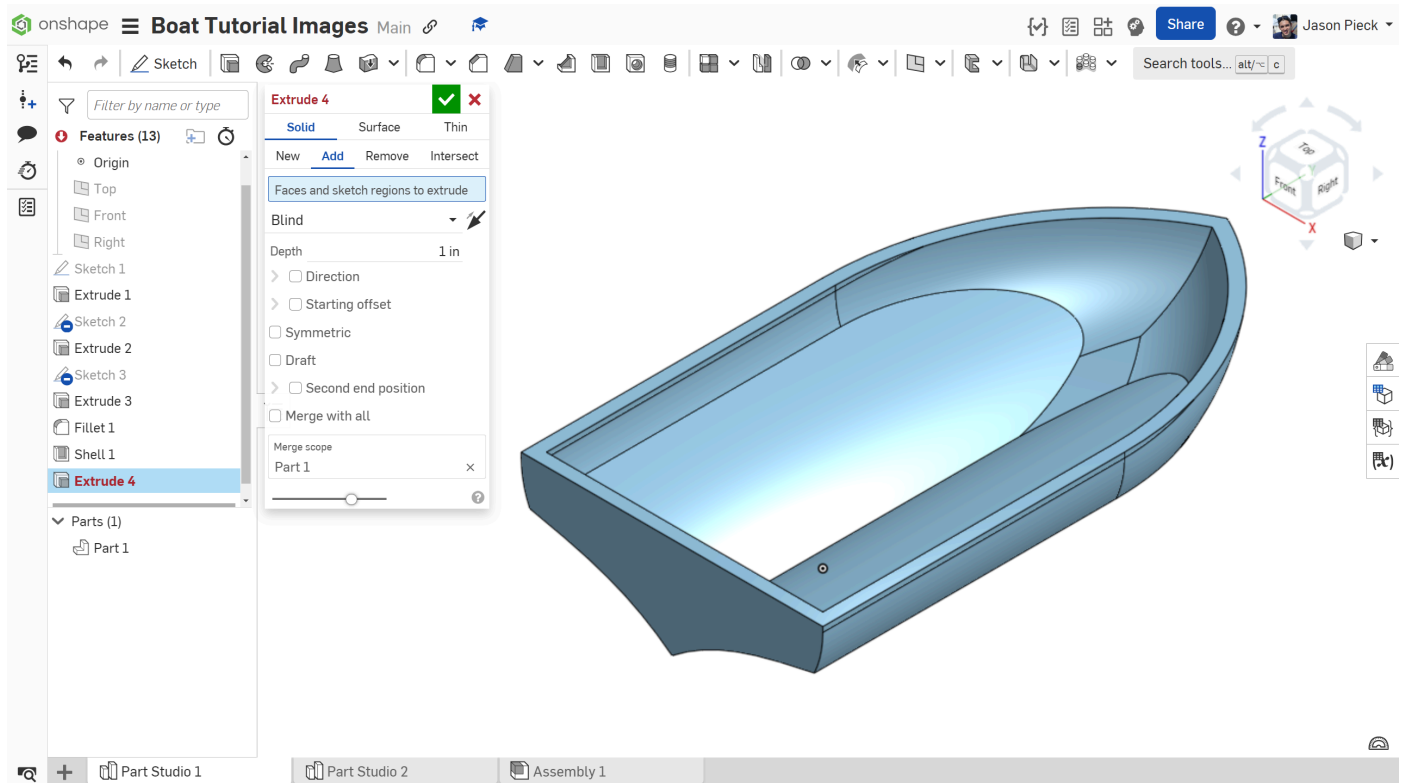 onshape Boat Tutorial Images Main Share Jason Pieck
Sketch Search tools... alt/⌥ c
Filter by name or type
Features (13)
Origin
Top
Front
Right
Sketch 1
Extrude 1
Sketch 2
Extrude 2
Sketch 3
Extrude 3
Fillet 1
Shell 1
Extrude 4
Parts (1)
Part 1
Extrude 4
Solid Surface Thin
New Add Remove Intersect
Faces and sketch regions to extrude
Blind
Depth 1 in
Direction
Starting offset
Symmetric
Draft
Second end position
Merge with all
Merge scope
Part 1
Z
Top
Front
Right
X
Part Studio 1 Part Studio 2 Assembly 1